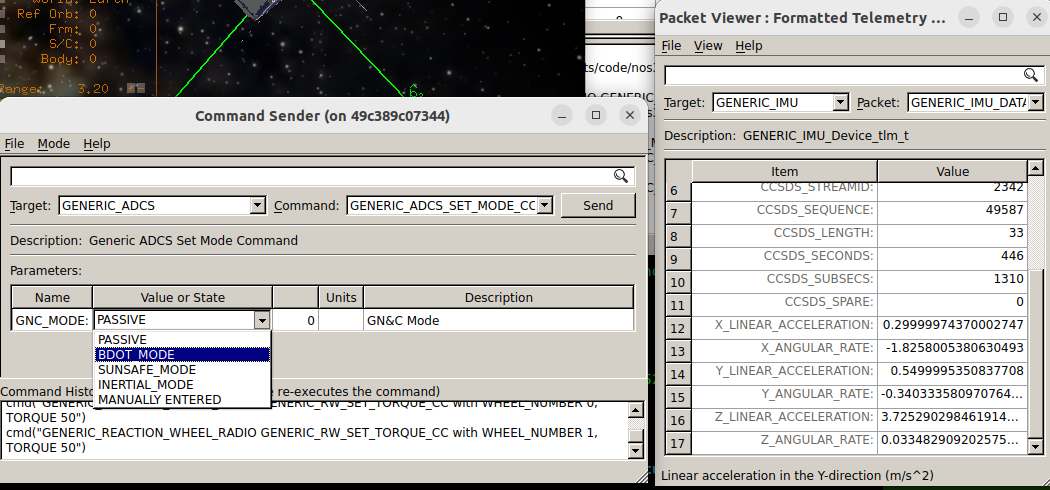 World: Earth
Ref Orb: 0
Frm: 0
S/C: 0
Body: 0
Range: 3.20
ts/code/nos3
Command Sender (on 49c389c07344)
File Mode Help
Target: GENERIC_ADCS Command: GENERIC_ADCS_SET_MODE_CC Send
Description: Generic ADCS Set Mode Command
Parameters:
Name Value or State Units Description
GNC_MODE: PASSIVE 0 GN&C Mode
PASSIVE
BDOT_MODE
SUNSAFE_MODE
INERTIAL_MODE
MANUALLY ENTERED
Command Histo re-executes the command)
cmd("GENERIC_REACTION_WHEEL_RADIO GENERIC_RW_SET_TORQUE_CC with WHEEL_NUMBER 0,
TORQUE 50")
cmd("GENERIC_REACTION_WHEEL_RADIO GENERIC_RW_SET_TORQUE_CC with WHEEL_NUMBER 1,
TORQUE 50")
Packet Viewer : Formatted Telemetry ...
File View Help
Target: GENERIC_IMU Packet: GENERIC_IMU_DATA
Description: GENERIC_IMU_Device_tlm_t
Item Value
6 CCSDS_STREAMID: 2342
7 CCSDS_SEQUENCE: 49587
8 CCSDS_LENGTH: 33
9 CCSDS_SECONDS: 446
10 CCSDS_SUBSECS: 1310
11 CCSDS_SPARE: 0
12 X_LINEAR_ACCELERATION: 0.29999974370002747
13 X_ANGULAR_RATE: -1.8258005380630493
14 Y_LINEAR_ACCELERATION: 0.5499995350837708
15 Y_ANGULAR_RATE: -0.340333580970764...
16 Z_LINEAR_ACCELERATION: 3.725290298461914...
17 Z_ANGULAR_RATE: 0.033482909202575...
Linear acceleration in the Y-direction (m/s^2)